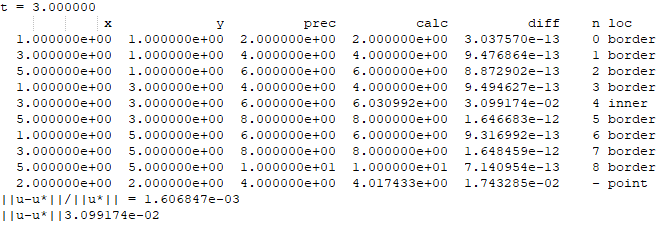 t = 3.000000
x y prec calc diff n loc
1.000000e+00 1.000000e+00 2.000000e+00 2.000000e+00 3.037570e-13 0 border
3.000000e+00 1.000000e+00 4.000000e+00 4.000000e+00 9.476864e-13 1 border
5.000000e+00 1.000000e+00 6.000000e+00 6.000000e+00 8.872902e-13 2 border
1.000000e+00 3.000000e+00 4.000000e+00 4.000000e+00 9.494627e-13 3 border
3.000000e+00 3.000000e+00 6.000000e+00 6.030992e+00 3.099174e-02 4 inner
5.000000e+00 3.000000e+00 8.000000e+00 8.000000e+00 1.646683e-12 5 border
1.000000e+00 5.000000e+00 6.000000e+00 6.000000e+00 9.316992e-13 6 border
3.000000e+00 5.000000e+00 8.000000e+00 8.000000e+00 1.648459e-12 7 border
5.000000e+00 5.000000e+00 1.000000e+01 1.000000e+01 7.140954e-13 8 border
2.000000e+00 2.000000e+00 4.000000e+00 4.017433e+00 1.743285e-02 - point
||u-u*||/||u*|| = 1.606847e-03
||u-u*||3.099174e-02